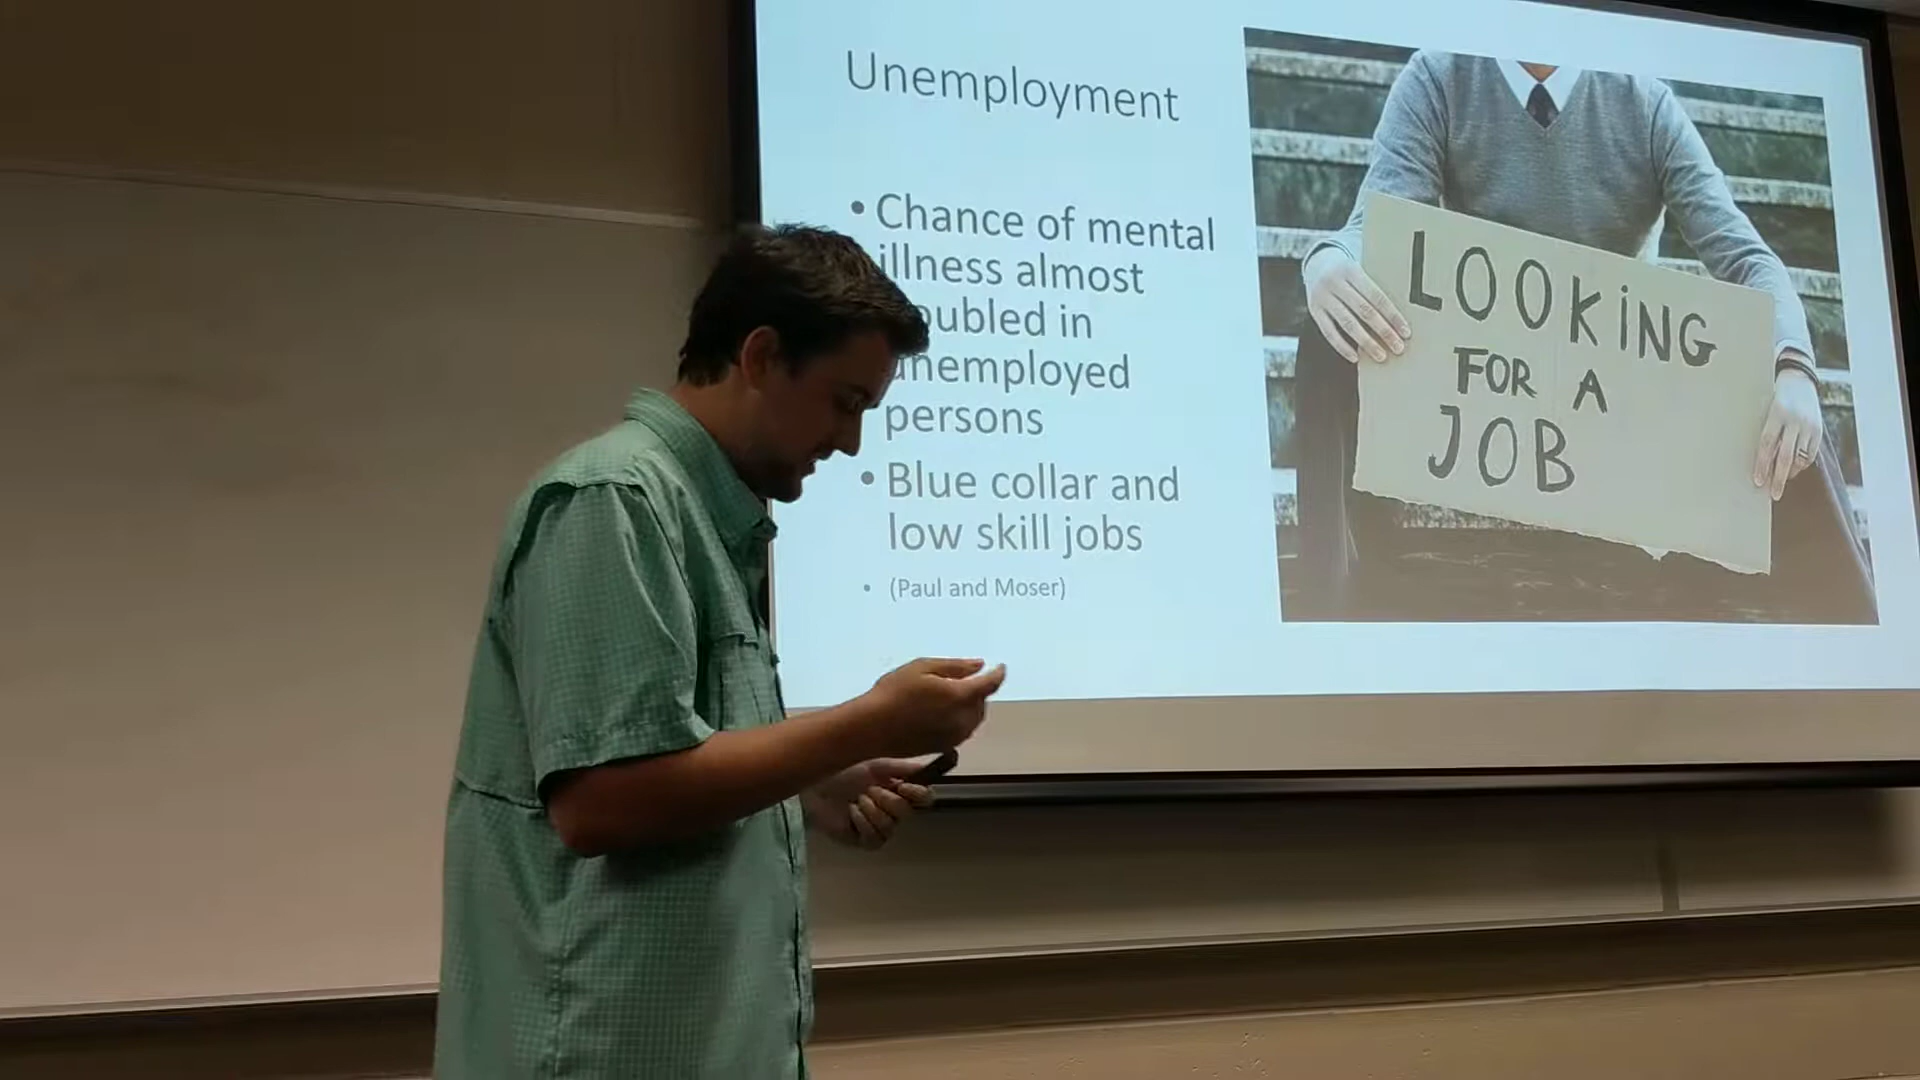 Unemployment
• Chance of mental
illness almost
oubled in
unemployed
persons
• Blue collar and
low skill jobs
• (Paul and Moser)
LOOKiNG
FOR A
JOB